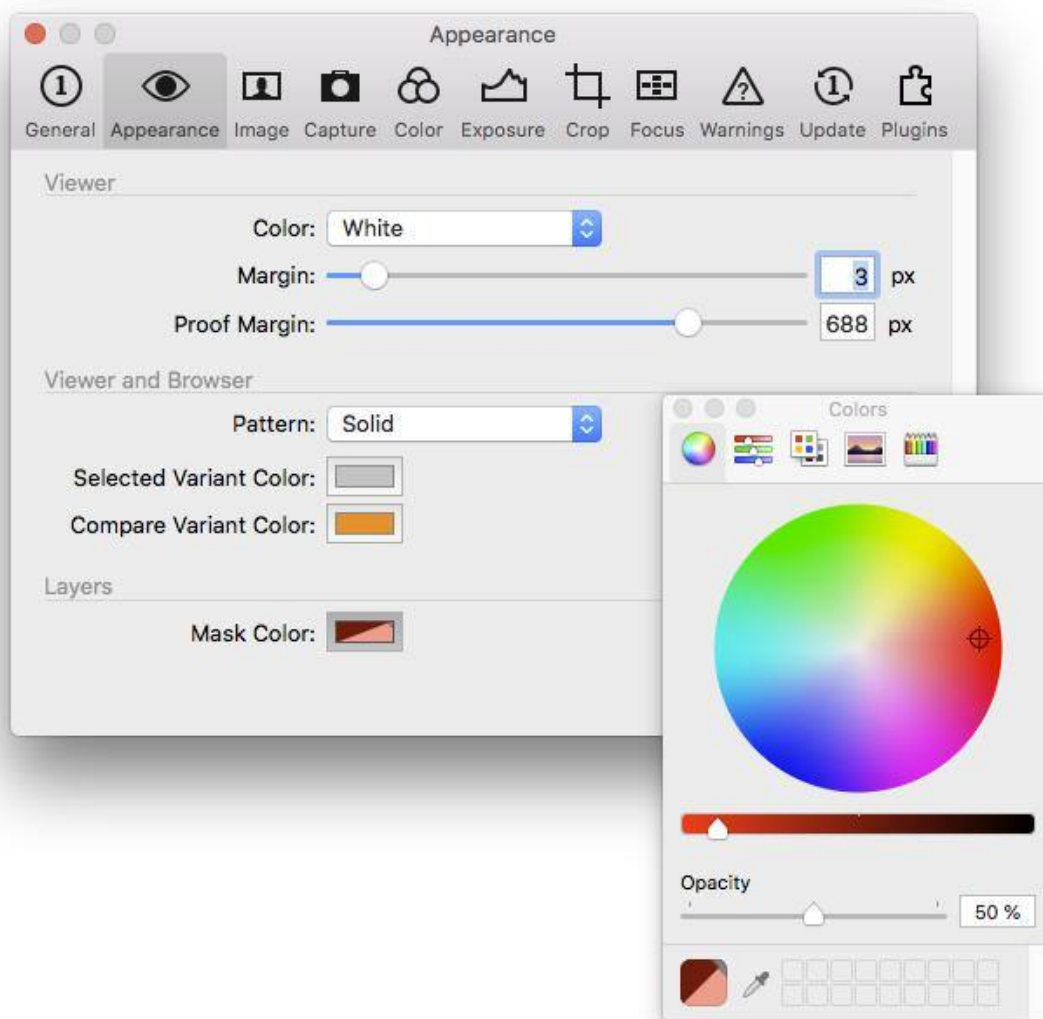 Appearance
General Appearance Image Capture Color Exposure Crop Focus Warnings Update Plugins
Viewer
Color: White
Margin: 3 px
Proof Margin: 688 px
Viewer and Browser
Pattern: Solid
Selected Variant Color:
Compare Variant Color:
Layers
Mask Color:
Colors
Opacity
50 %